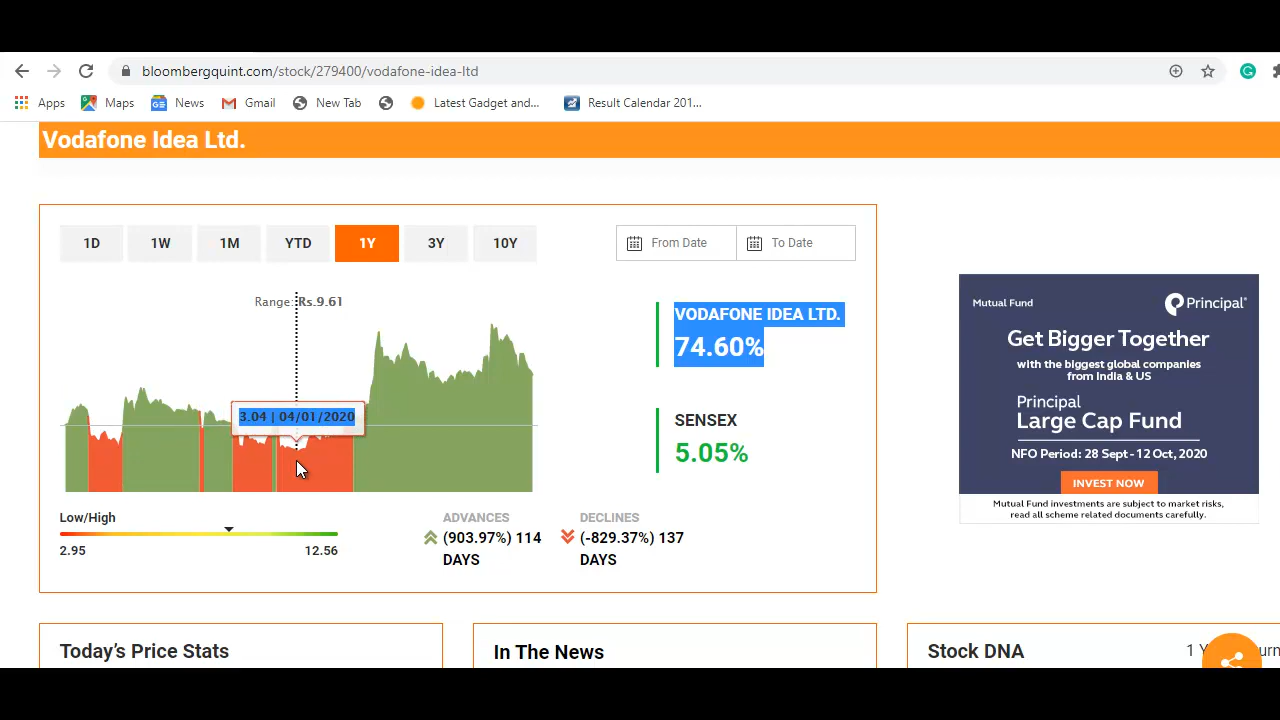 bloombergquint.com/stock/279400/vodafone-idea-ltd
Apps Maps News Gmail New Tab Latest Gadget and... Result Calendar 201...
Vodafone Idea Ltd.
1D 1W 1M YTD 1Y 3Y 10Y
From Date To Date
Range: Rs.9.61
3.04 | 04/01/2020
VODAFONE IDEA LTD.
74.60%
SENSEX
5.05%
Low/High
2.95 12.56
ADVANCES
(903.97%) 114
DAYS
DECLINES
(-829.37%) 137
DAYS
Mutual Fund Principal
Get Bigger Together
with the biggest global companies
from India & US
Principal
Large Cap Fund
NFO Period: 28 Sept - 12 Oct, 2020
INVEST NOW
Mutual Fund investments are subject to market risks,
read all scheme related documents carefully.
Today's Price Stats
In The News
Stock DNA